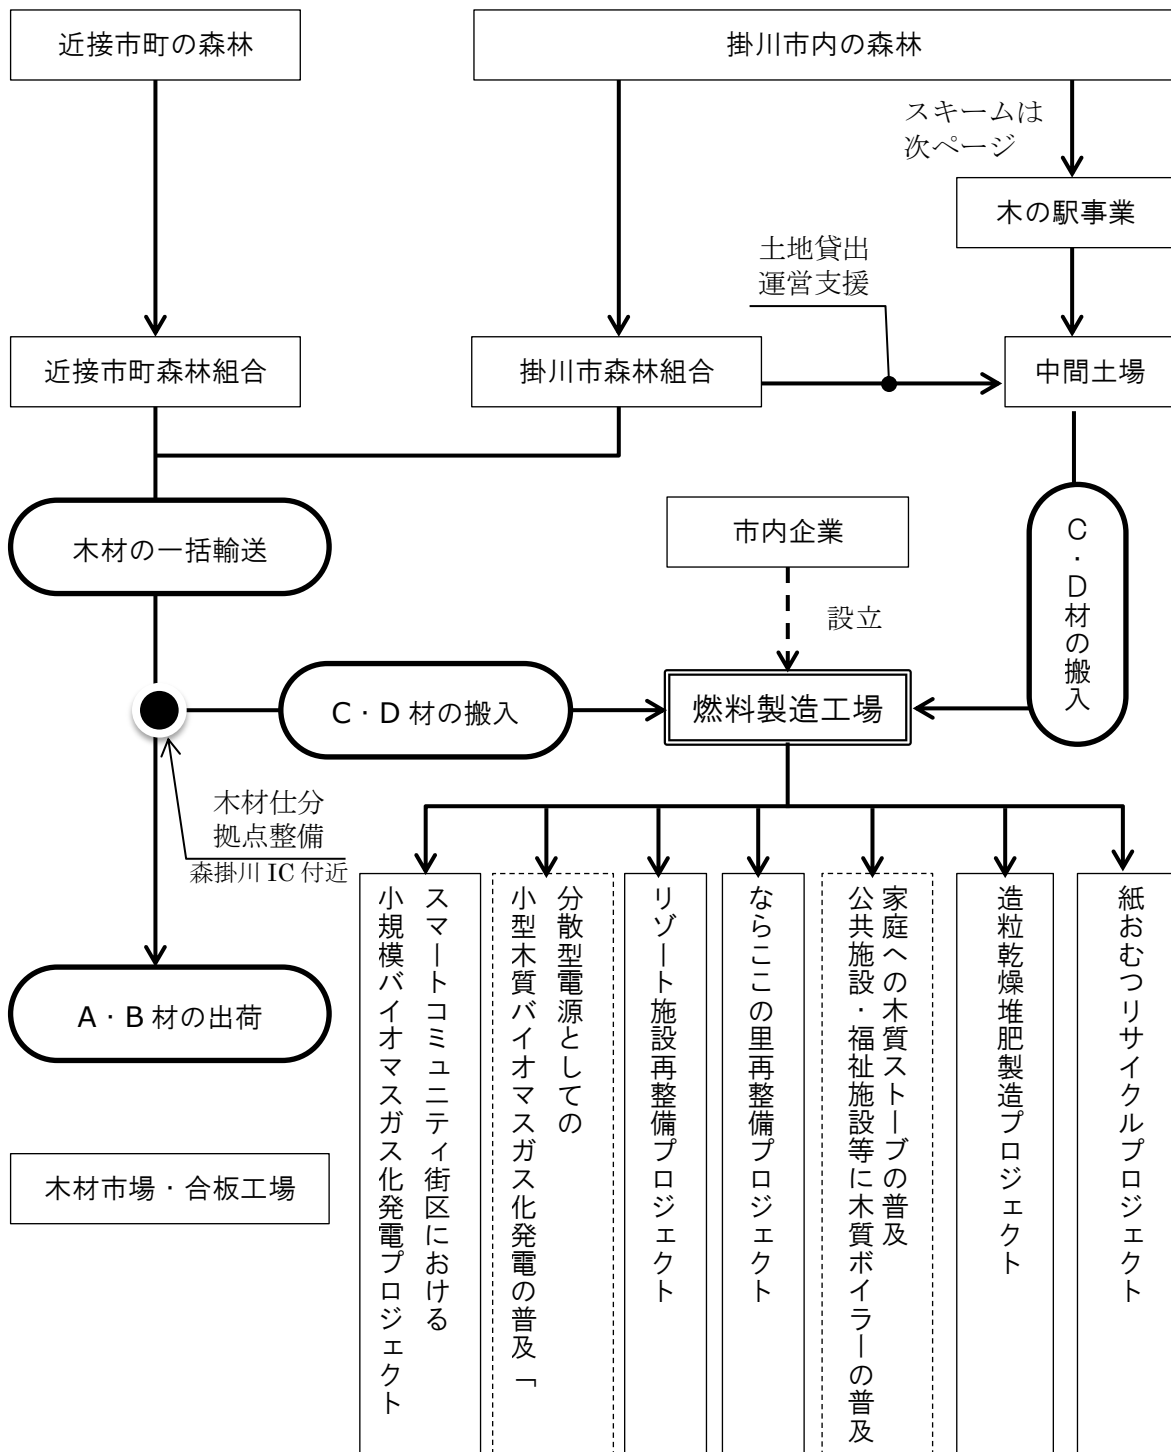 近接市町の森林
掛川市内の森林
スキームは
次ページ
木の駅事業
土地貸出
運営支援
近接市町森林組合
掛川市森林組合
中間土場
木材の一括輸送
市内企業
C・D材の搬入
設立
C・D 材の搬入
燃料製造工場
木材仕分
拠点整備
森掛川 IC 付近
A・B 材の出荷
木材市場・合板工場
スマートコミュニティ街区における
小規模バイオマスガス化発電プロジェクト
分散型電源としての
小型木質バイオマスガス化発電の普及「
リゾート施設再整備プロジェクト
ならここの里再整備プロジェクト
家庭への木質ストーブの普及
公共施設・福祉施設等に木質ボイラーの普及
造粒乾燥堆肥製造プロジェクト
紙おむつリサイクルプロジェクト